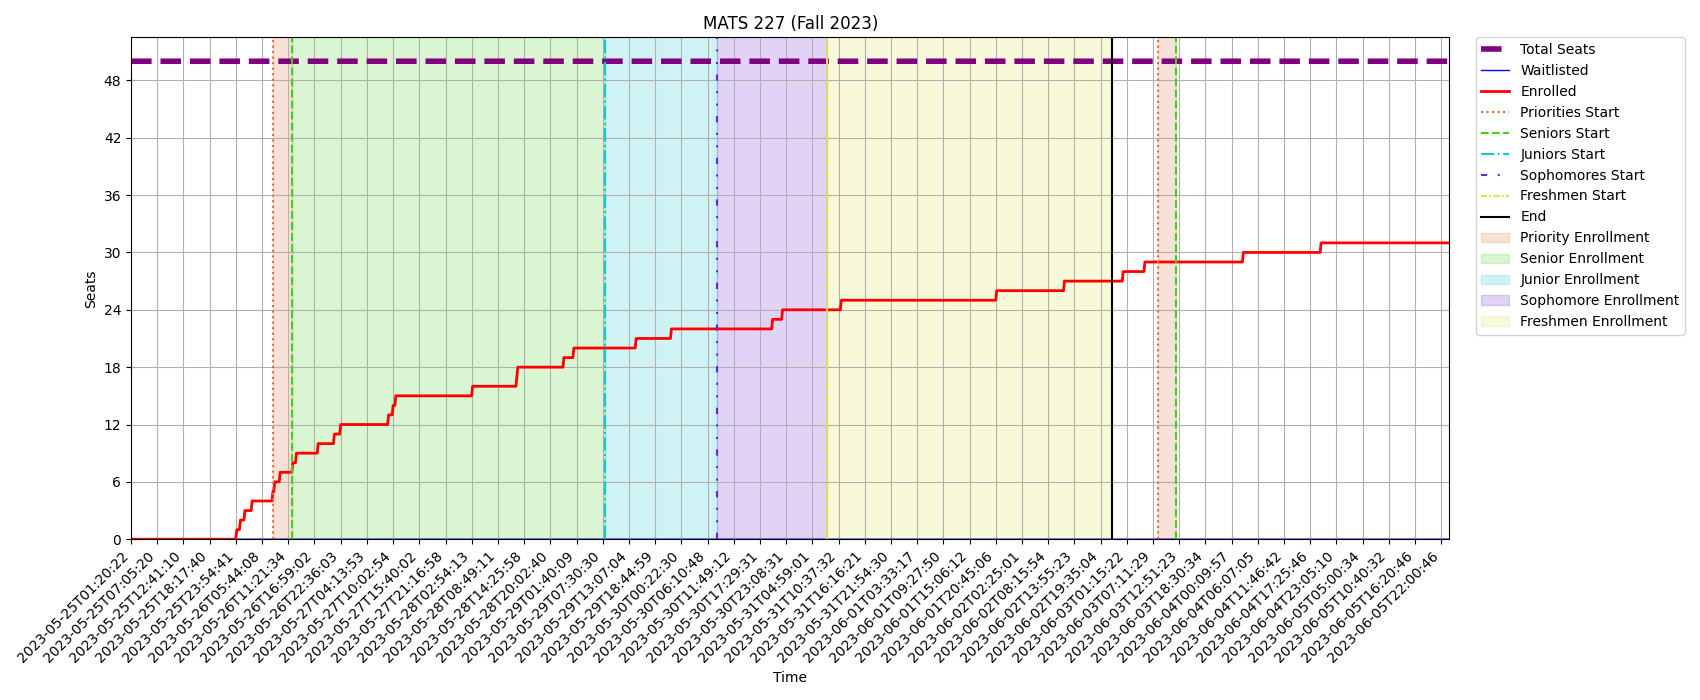 MATS 227 (Fall 2023)
Seats
48
42
36
30
24
18
12
6
0
2023-05-25T01:20:22
2023-05-25T07:05:20
2023-05-25T12:41:10
2023-05-25T18:17:40
2023-05-25T23:54:41
2023-05-26T05:44:08
2023-05-26T11:21:34
2023-05-26T16:59:02
2023-05-26T22:36:03
2023-05-27T04:13:53
2023-05-27T10:02:54
2023-05-27T15:40:02
2023-05-27T21:16:58
2023-05-28T02:54:13
2023-05-28T08:49:11
2023-05-28T14:25:58
2023-05-28T20:02:40
2023-05-29T01:40:09
2023-05-29T07:30:30
2023-05-29T13:07:04
2023-05-29T18:44:59
2023-05-30T00:22:30
2023-05-30T06:10:48
2023-05-30T11:49:12
2023-05-30T17:29:31
2023-05-30T23:08:31
2023-05-31T04:59:01
2023-05-31T10:37:32
2023-05-31T16:16:21
2023-05-31T21:54:30
2023-06-01T03:33:17
2023-06-01T09:27:50
2023-06-01T15:06:12
2023-06-01T20:45:06
2023-06-02T02:25:01
2023-06-02T08:15:54
2023-06-02T13:55:23
2023-06-02T19:35:04
2023-06-03T01:15:22
2023-06-03T07:11:29
2023-06-03T12:51:23
2023-06-03T18:30:34
2023-06-04T00:09:57
2023-06-04T06:07:05
2023-06-04T11:46:42
2023-06-04T17:25:46
2023-06-04T23:05:10
2023-06-05T05:00:34
2023-06-05T10:40:32
2023-06-05T16:20:46
2023-06-05T22:00:46
Time
Total Seats
Waitlisted
Enrolled
Priorities Start
Seniors Start
Juniors Start
Sophomores Start
Freshmen Start
End
Priority Enrollment
Senior Enrollment
Junior Enrollment
Sophomore Enrollment
Freshmen Enrollment